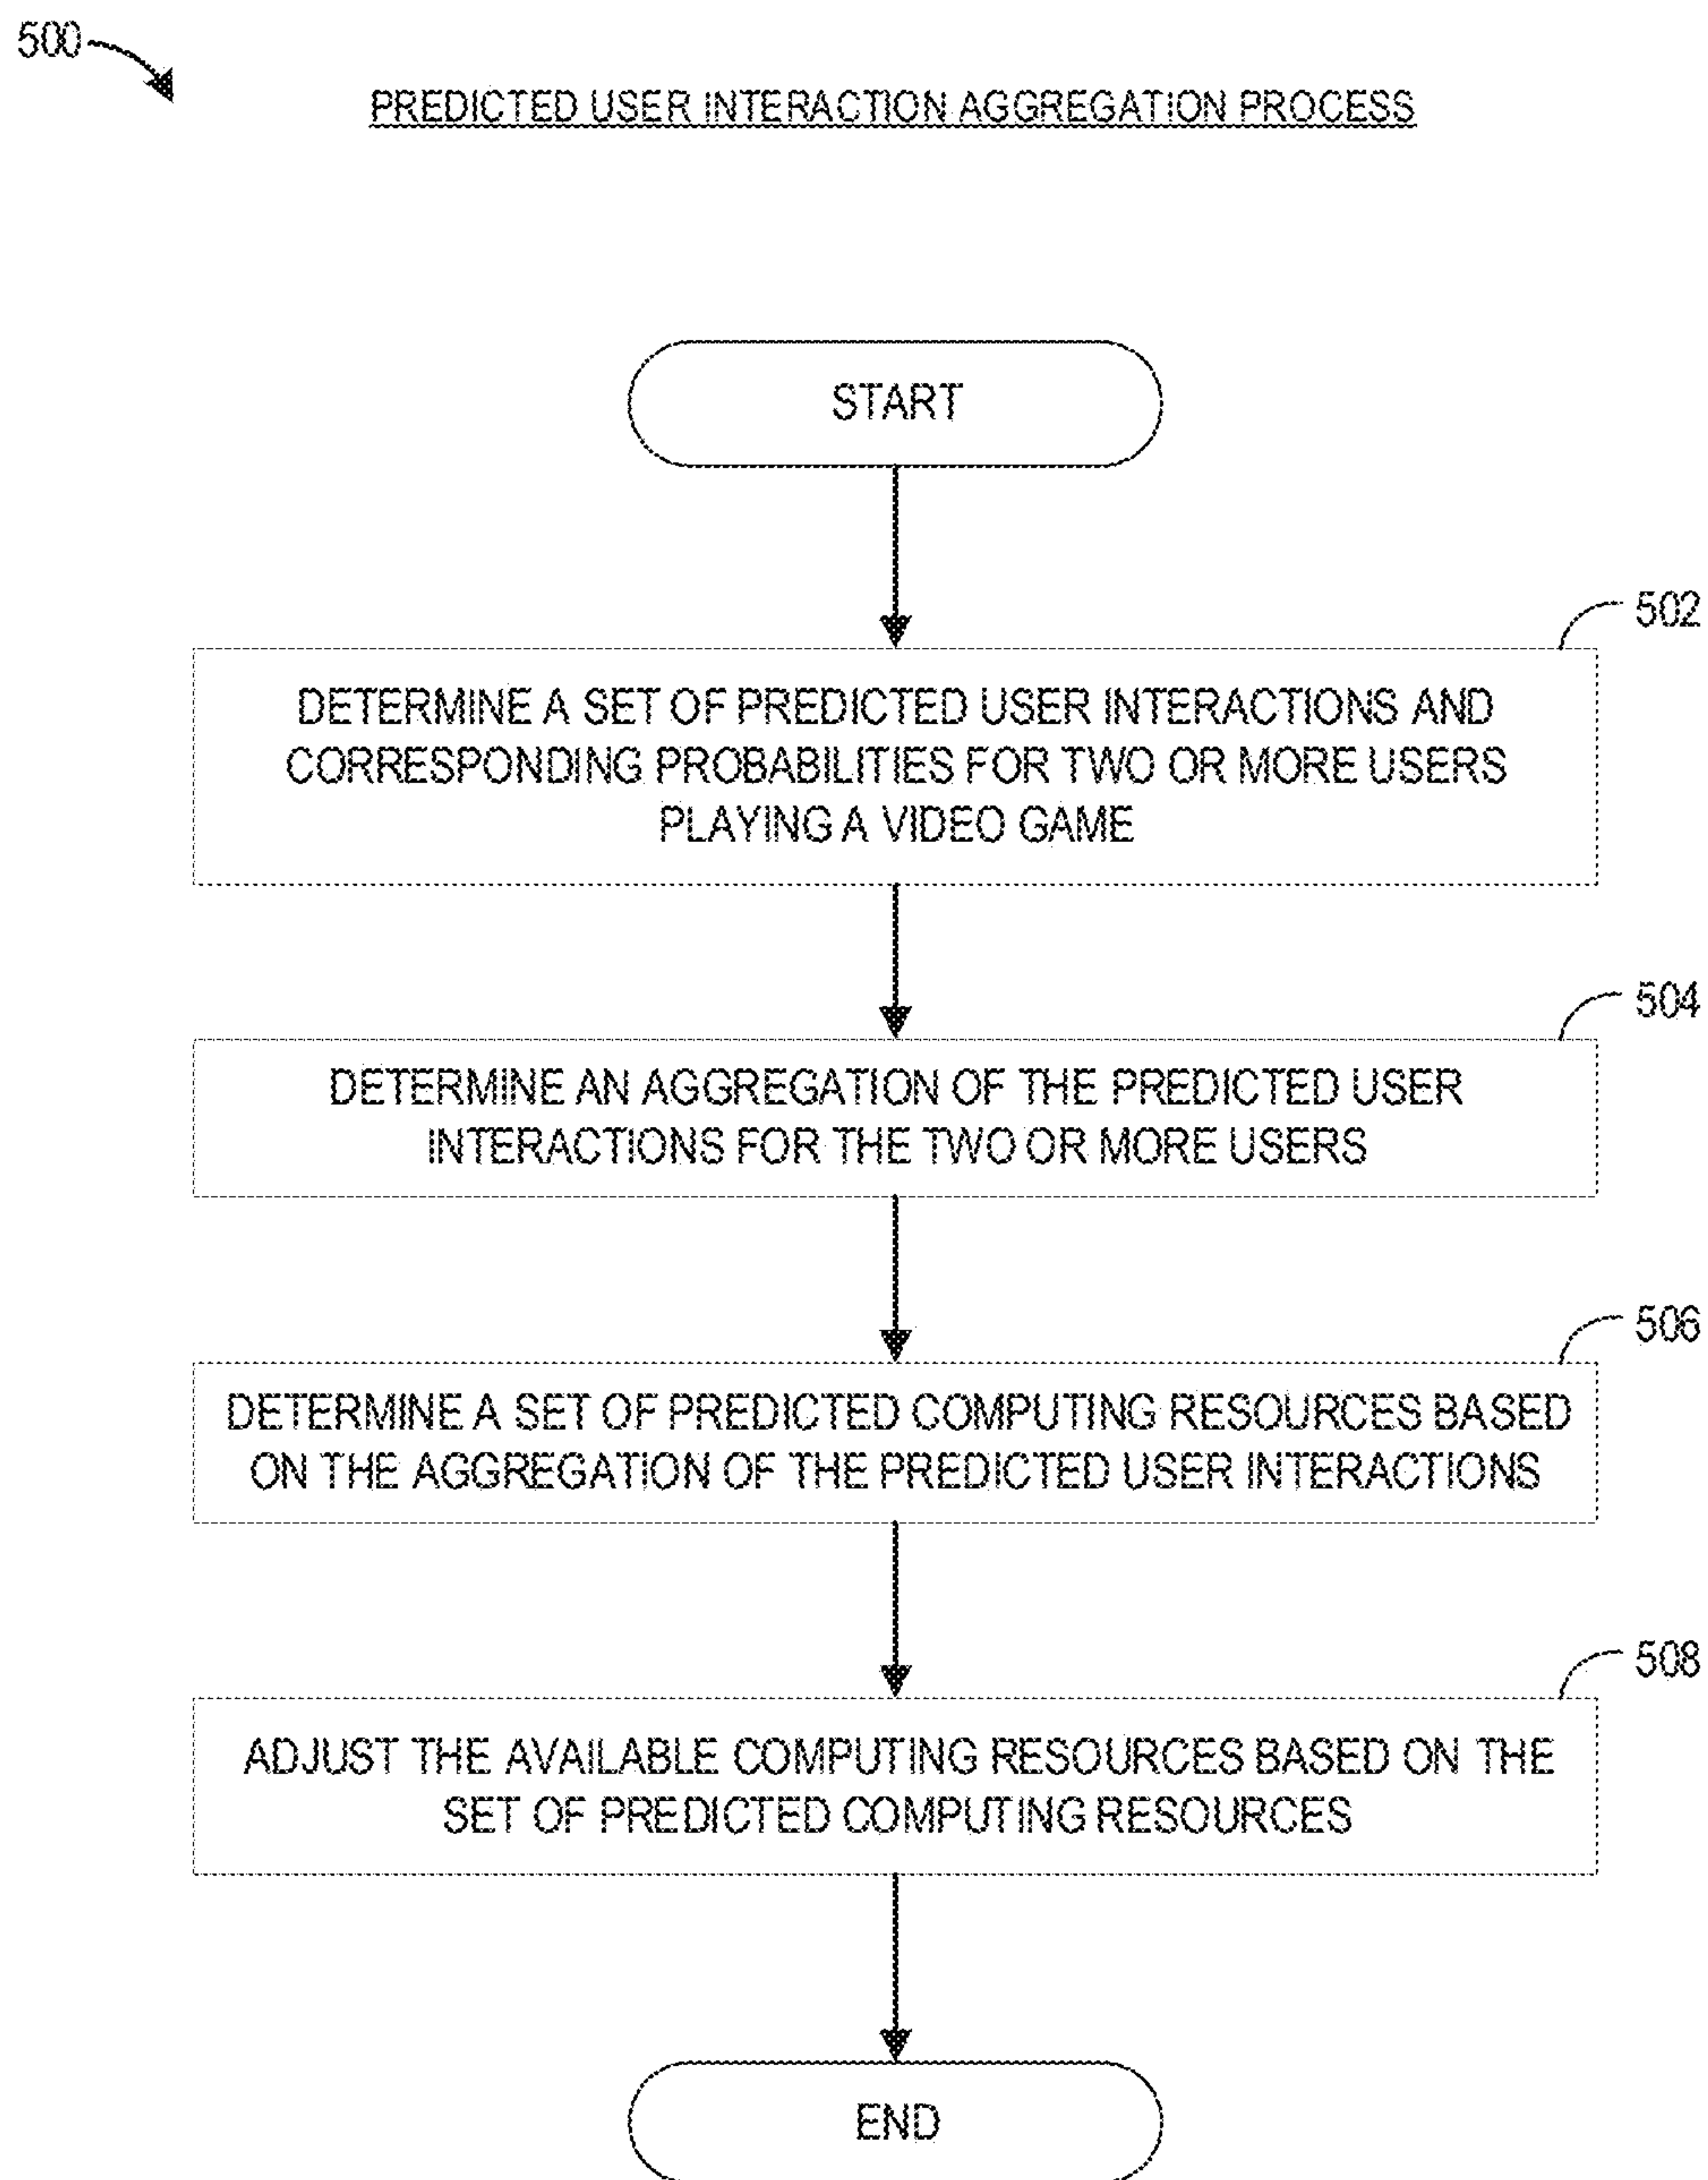 500
PREDICTED USER INTERACTION AGGREGATION PROCESS
START
502
DETERMINE A SET OF PREDICTED USER INTERACTIONS AND
CORRESPONDING PROBABILITIES FOR TWO OR MORE USERS
PLAYING A VIDEO GAME
504
DETERMINE AN AGGREGATION OF THE PREDICTED USER
INTERACTIONS FOR THE TWO OR MORE USERS
506
DETERMINE A SET OF PREDICTED COMPUTING RESOURCES BASED
ON THE AGGREGATION OF THE PREDICTED USER INTERACTIONS
508
ADJUST THE AVAILABLE COMPUTING RESOURCES BASED ON THE
SET OF PREDICTED COMPUTING RESOURCES
END